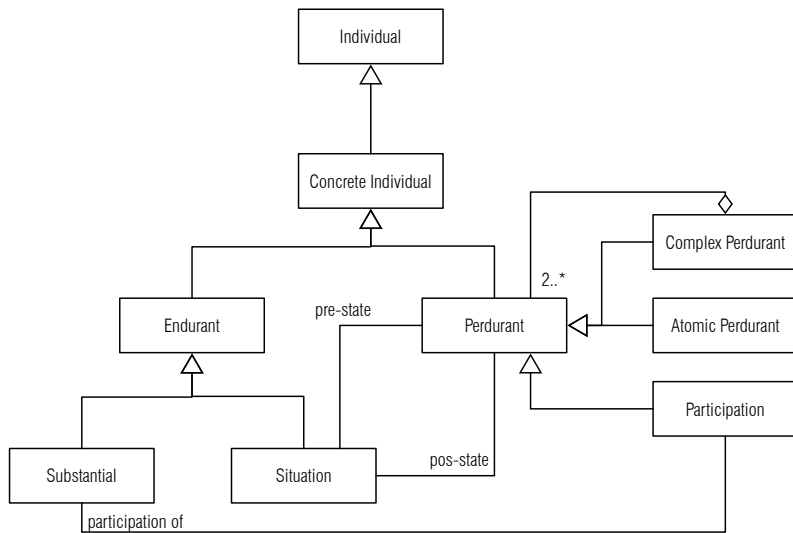 Individual
Concrete Individual
Complex Perdurant
2..*
pre-state
Endurant
Perdurant
Atomic Perdurant
Participation
pos-state
Substantial
Situation
participation of